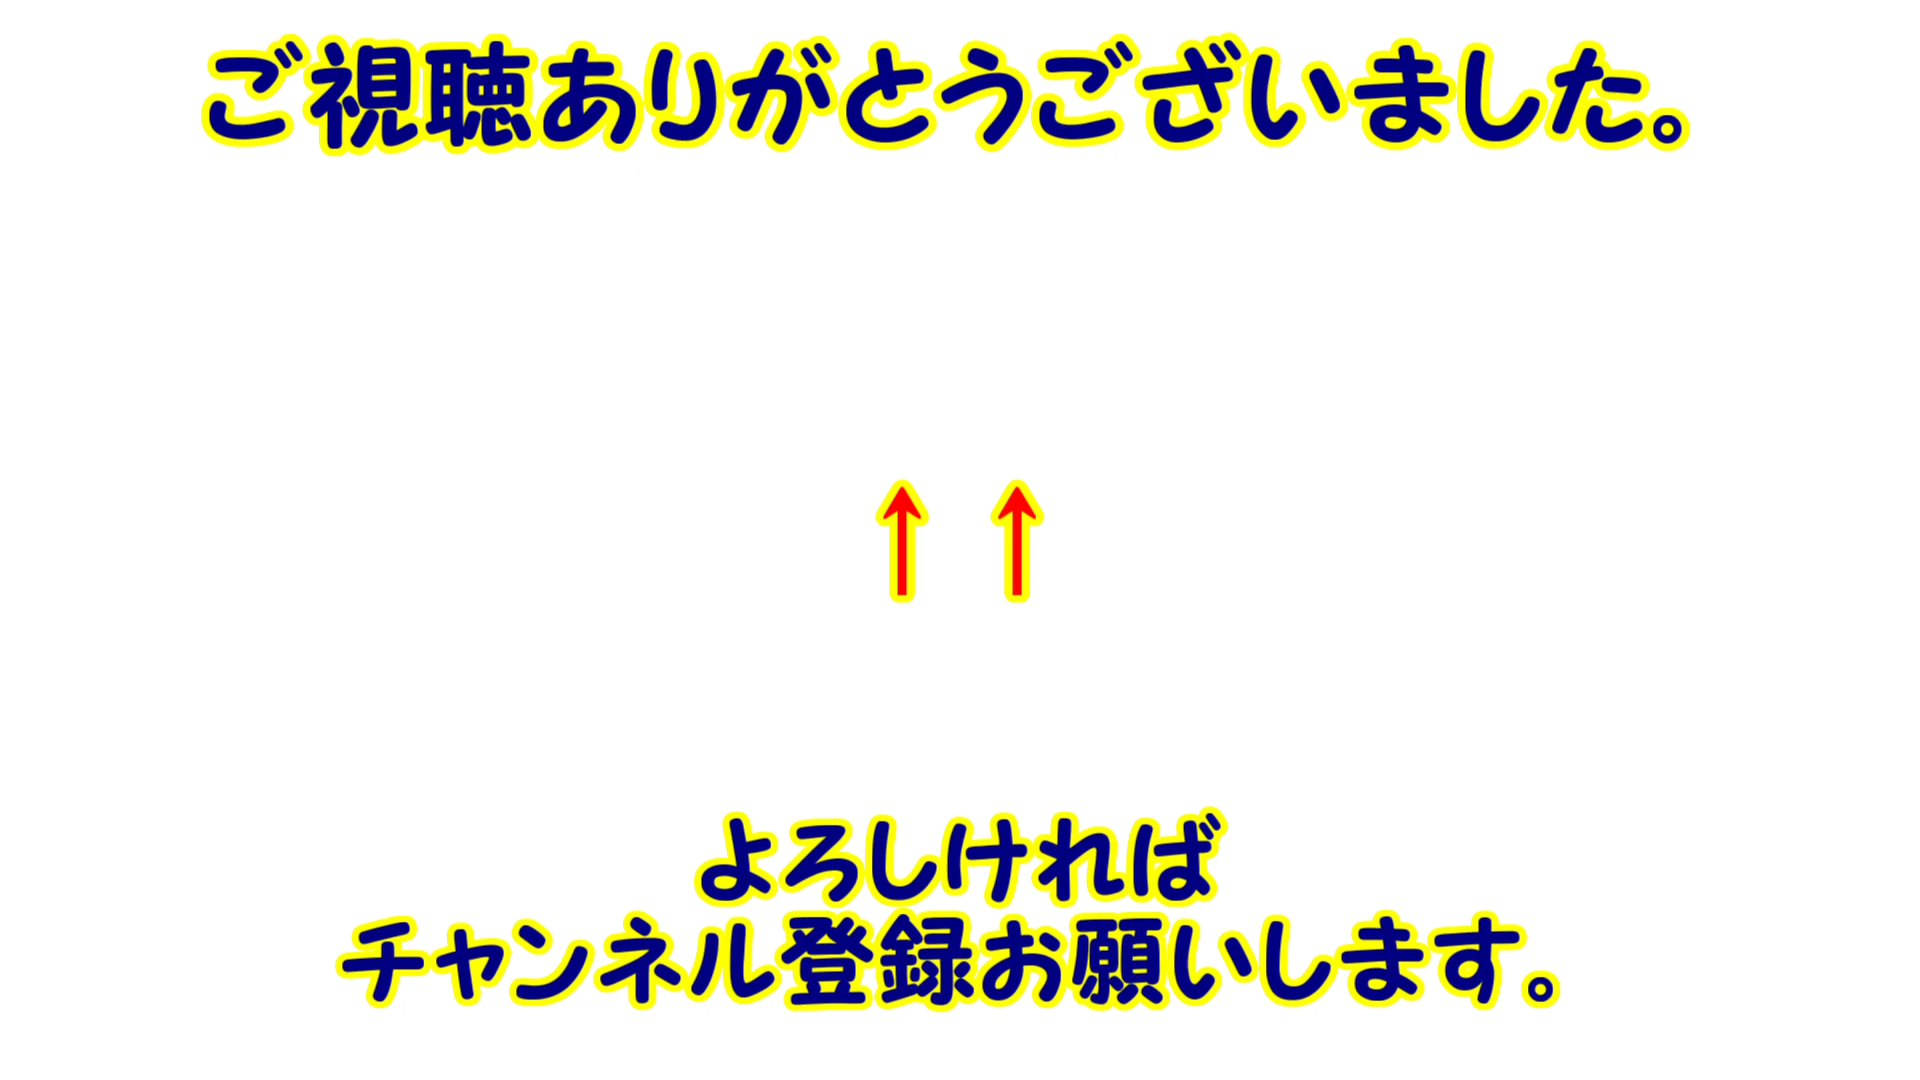 ご視聴ありがとうございました。
↑ ↑
よろしければ
チャンネル登録お願いします。